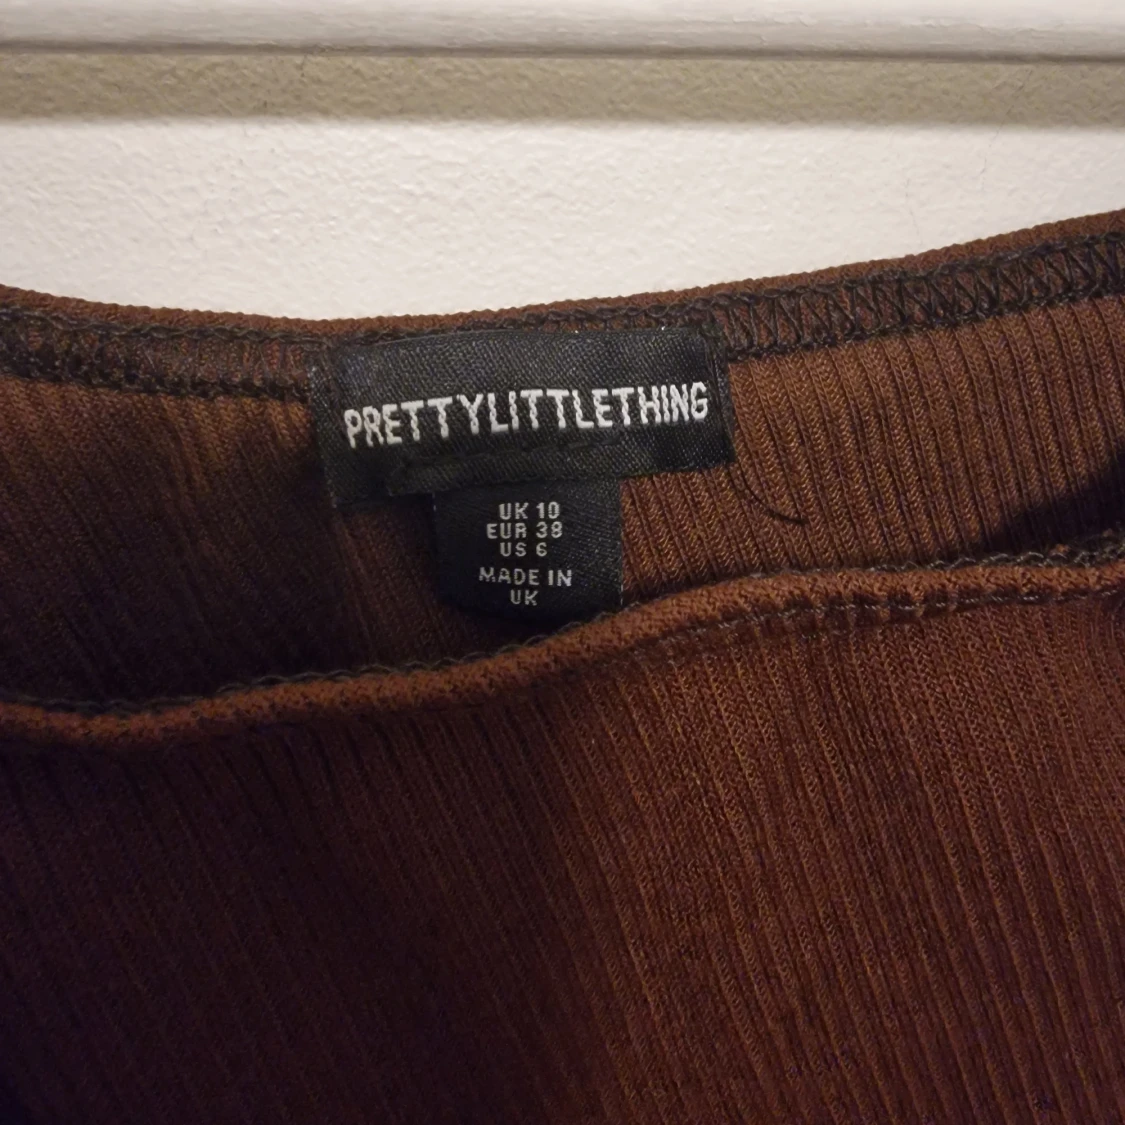 PRETTYLITTLETHING
UK 10
EUR 38
US 6
MADE IN
UK